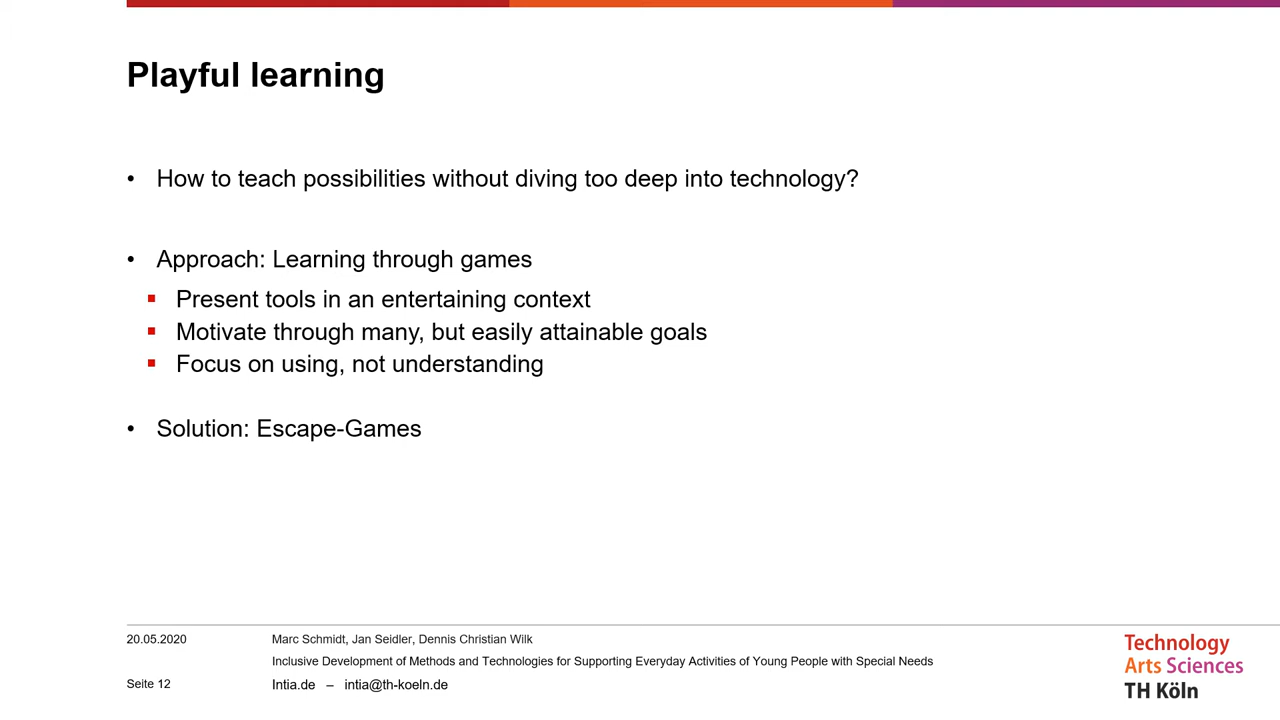 Playful learning
• How to teach possibilities without diving too deep into technology?
• Approach: Learning through games
▪ Present tools in an entertaining context
▪ Motivate through many, but easily attainable goals
▪ Focus on using, not understanding
• Solution: Escape-Games
20.05.2020
Marc Schmidt, Jan Seidler, Dennis Christian Wilk
Inclusive Development of Methods and Technologies for Supporting Everyday Activities of Young People with Special Needs
Seite 12
Intia.de – intia@th-koeln.de
Technology
Arts Sciences
TH Köln